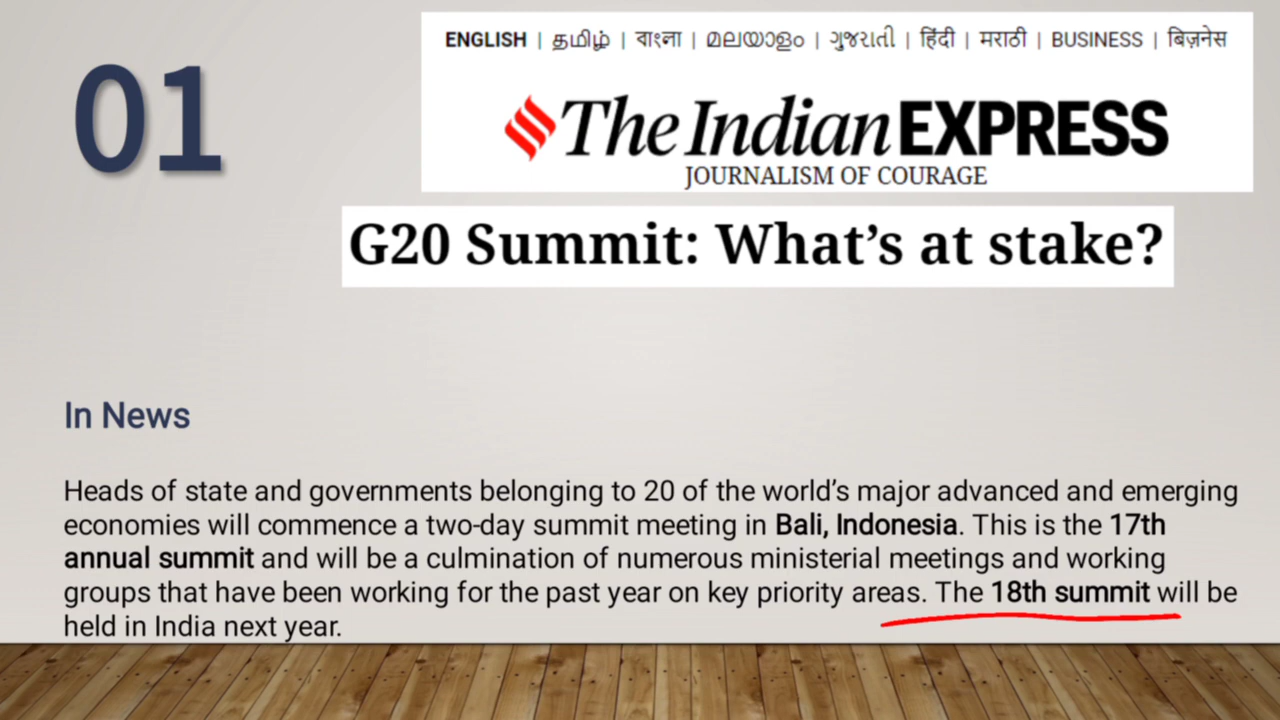 01
ENGLISH | தமிழ் | বাংলা | മലയാളം | ગુજરાતી | हिंदी | मराठी | BUSINESS | बिज़नेस
The Indian EXPRESS
JOURNALISM OF COURAGE
G20 Summit: What's at stake?
In News
Heads of state and governments belonging to 20 of the world's major advanced and emerging
economies will commence a two-day summit meeting in Bali, Indonesia. This is the 17th
annual summit and will be a culmination of numerous ministerial meetings and working
groups that have been working for the past year on key priority areas. The 18th summit will be
held in India next year.